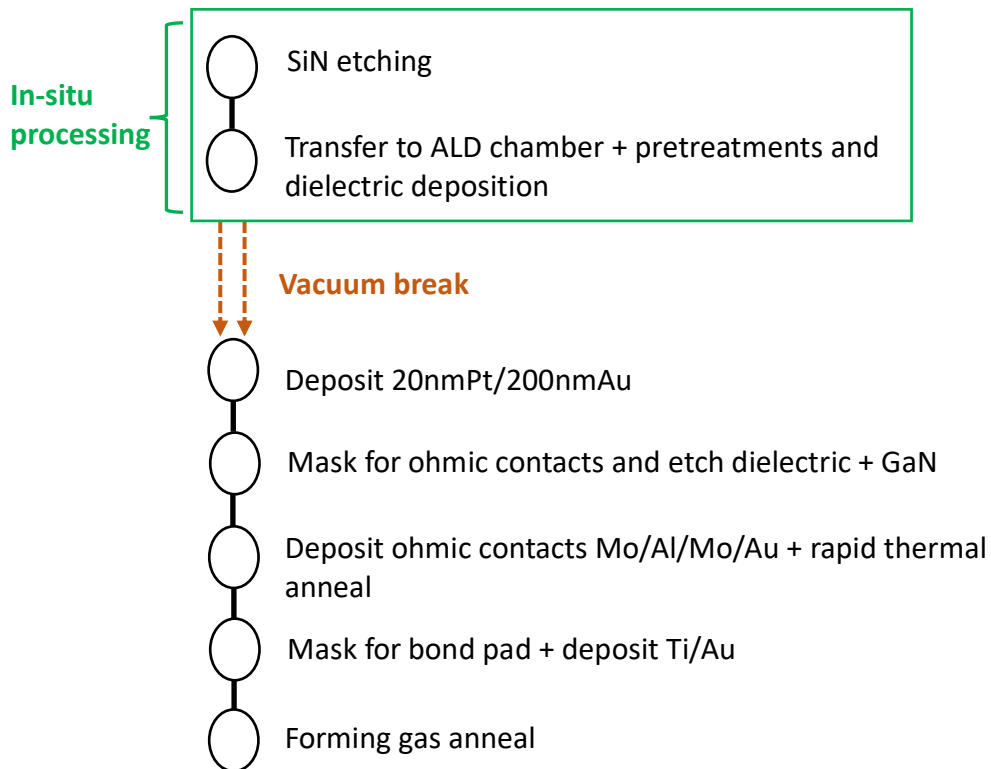 SiN etching
In-situ
processing
Transfer to ALD chamber + pretreatments and
dielectric deposition
Vacuum break
Deposit 20nmPt/200nmAu
Mask for ohmic contacts and etch dielectric + GaN
Deposit ohmic contacts Mo/Al/Mo/Au + rapid thermal
anneal
Mask for bond pad + deposit Ti/Au
Forming gas anneal